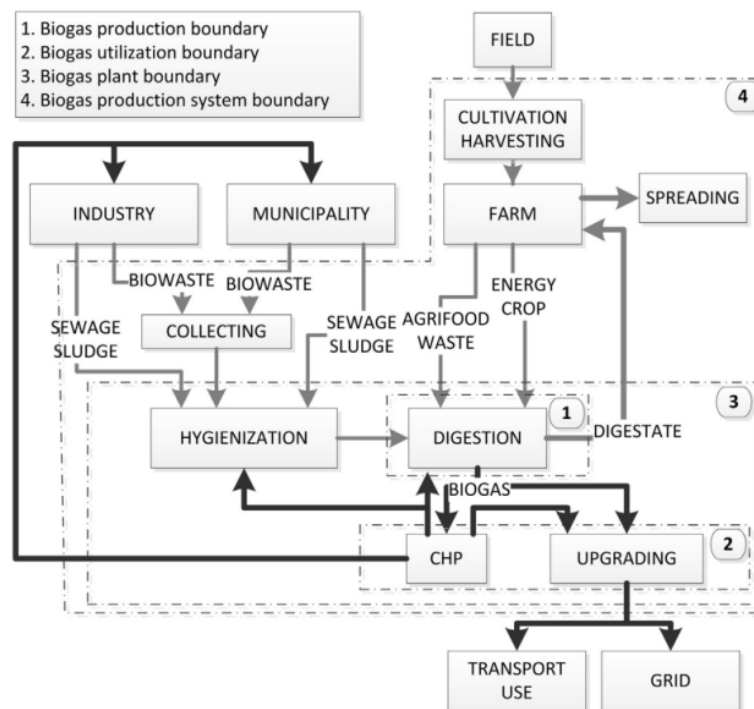 1. Biogas production boundary
2. Biogas utilization boundary
3. Biogas plant boundary
4. Biogas production system boundary
FIELD
4
CULTIVATION
HARVESTING
INDUSTRY
MUNICIPALITY
FARM
SPREADING
BIOWASTE
BIOWASTE
ENERGY
CROP
SEWAGE
SLUDGE
COLLECTING
SEWAGE
SLUDGE
AGRIFOOD
WASTE
3
1
HYGIENIZATION
DIGESTION
DIGESTATE
BIOGAS
2
CHP
UPGRADING
TRANSPORT
USE
GRID